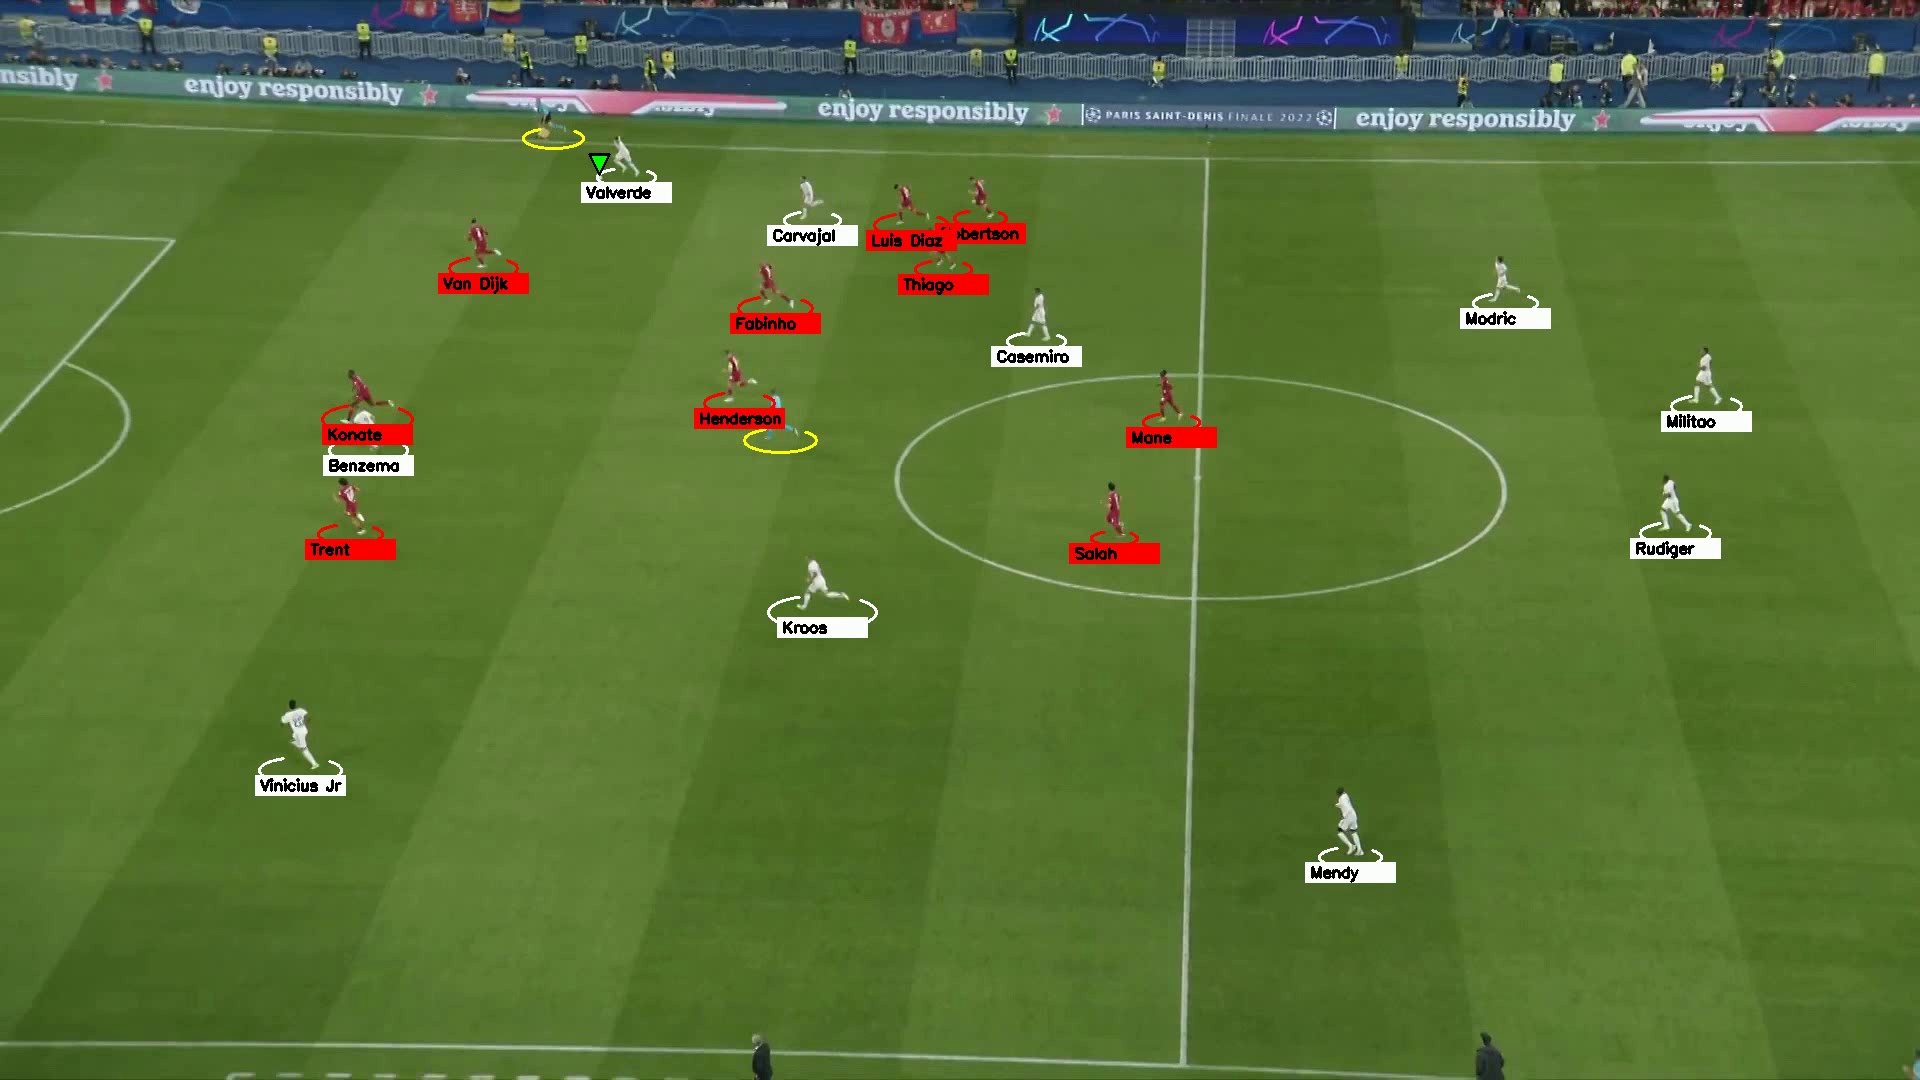 nsibly
enjoy responsibly
enjoy responsibly
PARIS SAINT-DENIS FINALE 2022
enjoy responsibly
Valverde
Carvajal
Luis Diaz
obertson
Van Dijk
Thiago
Fabinho
Modric
Casemiro
Henderson
Militao
Konate
Mane
Benzema
Trent
Rudiger
Salah
Kroos
Vinicius Jr
Mendy